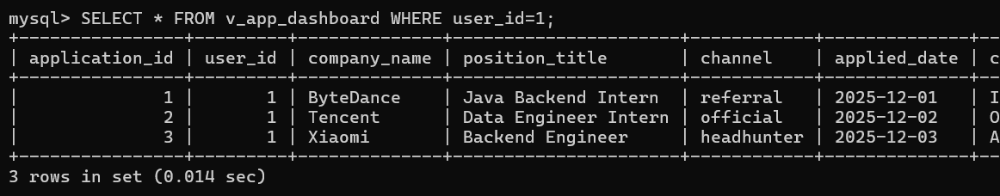 mysql> SELECT * FROM v_app_dashboard WHERE user_id=1;
+----------------+---------+--------------+----------------------+------------+--------------+--
| application_id | user_id | company_name | position_title       | channel    | applied_date | c
+----------------+---------+--------------+----------------------+------------+--------------+--
|              1 |       1 | ByteDance    | Java Backend Intern  | referral   | 2025-12-01   | I
|              2 |       1 | Tencent      | Data Engineer Intern | official   | 2025-12-02   | O
|              3 |       1 | Xiaomi       | Backend Engineer     | headhunter | 2025-12-03   | A
+----------------+---------+--------------+----------------------+------------+--------------+--
3 rows in set (0.014 sec)